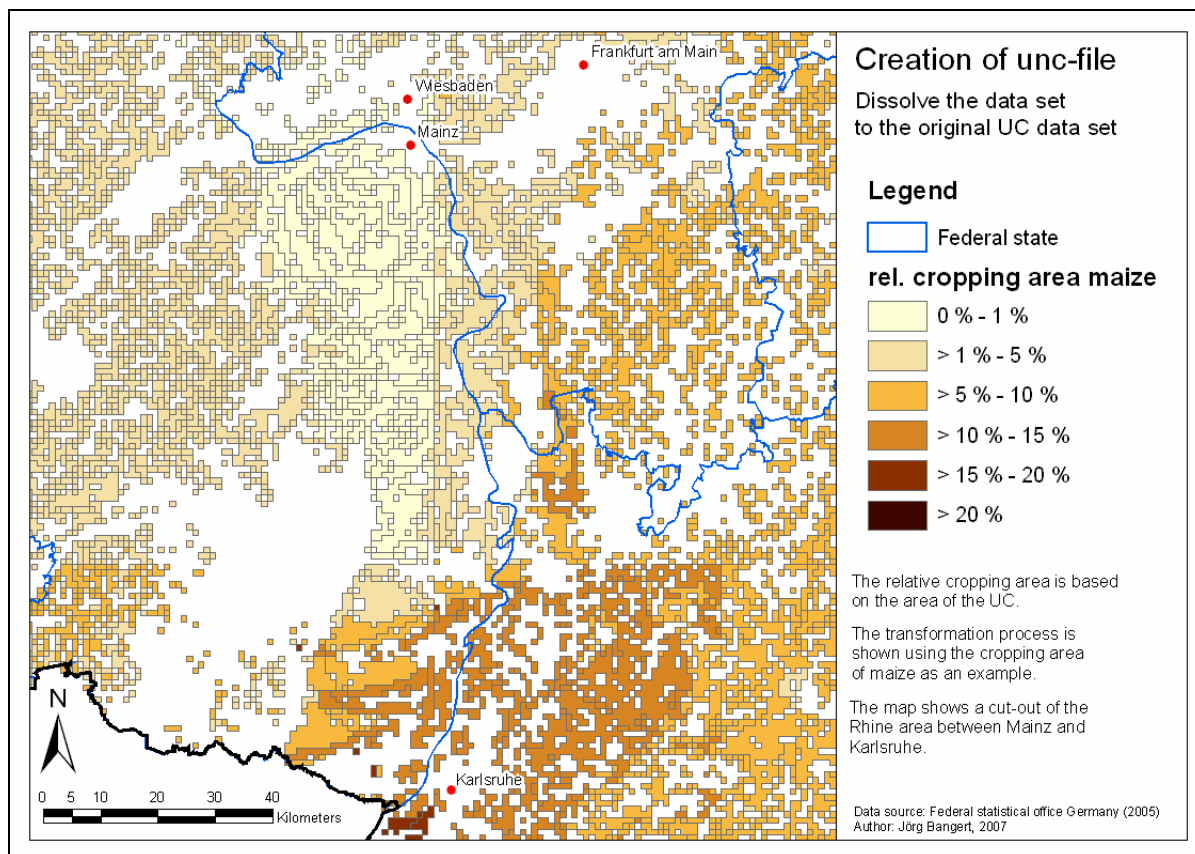 Frankfurt am Main
Wiesbaden
Mainz
Karlsruhe
N
0 5 10 20 30 40
Kilometers
Creation of unc-file
Dissolve the data set
to the original UC data set
Legend
Federal state
rel. cropping area maize
0 % - 1 %
> 1 % - 5 %
> 5 % - 10 %
> 10 % - 15 %
> 15 % - 20 %
> 20 %
The relative cropping area is based
on the area of the UC.
The transformation process is
shown using the cropping area
of maize as an example.
The map shows a cut-out of the
Rhine area between Mainz and
Karlsruhe.
Data source: Federal statistical office Germany (2005)
Author: Jörg Bangert, 2007